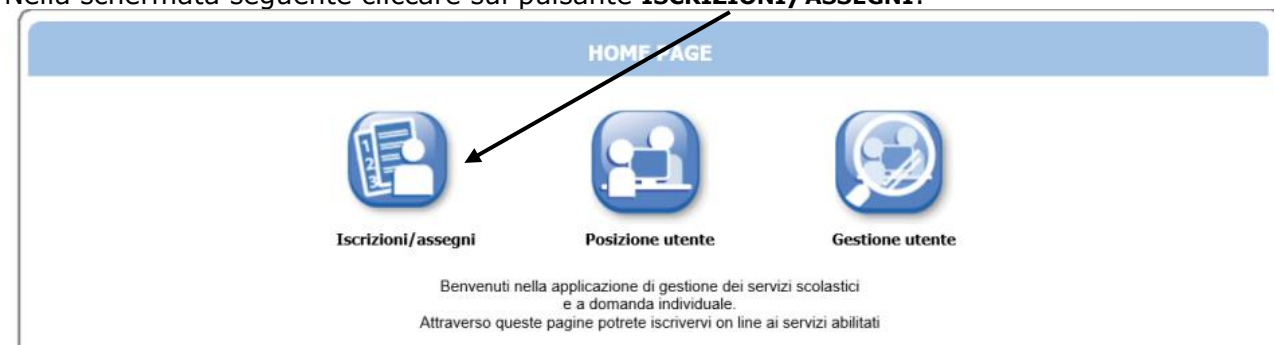 Nella schermata seguente cliccare sul pulsante ISCRIZIONI/ASSEGNI:
HOME PAGE
Iscrizioni/assegni Posizione utente Gestione utente
Benvenuti nella applicazione di gestione dei servizi scolastici
e a domanda individuale.
Attraverso queste pagine potrete iscrivervi on line ai servizi abilitati